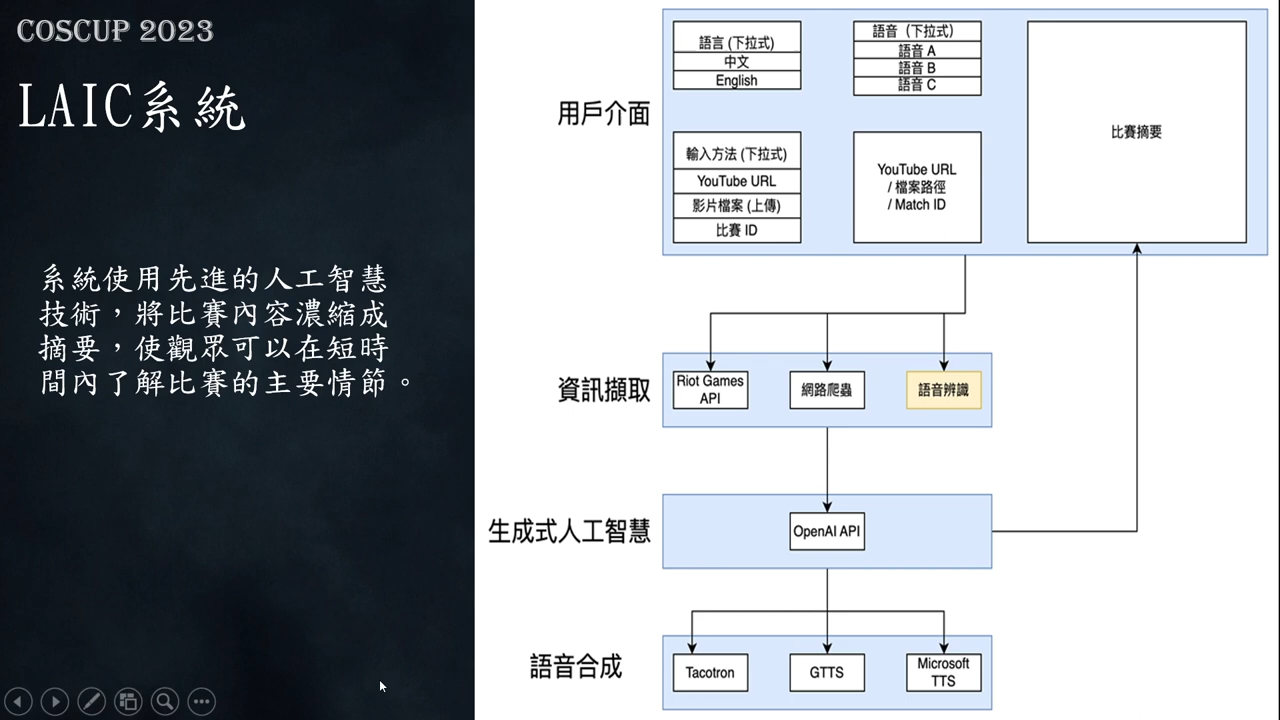 COSCUP 2023
LAIC系統
系統使用先進的人工智慧
技術，將比賽內容濃縮成
摘要，使觀眾可以在短時
間內了解比賽的主要情節。
用戶介面
語言 (下拉式)
中文
English
語音（下拉式）
語音 A
語音 B
語音 C
輸入方法 (下拉式)
YouTube URL
影片檔案 (上傳)
比賽 ID
YouTube URL
/ 檔案路徑
/ Match ID
比賽摘要
資訊擷取
Riot Games
API
網路爬蟲
語音辨識
生成式人工智慧
OpenAI API
語音合成
Tacotron
GTTS
Microsoft
TTS